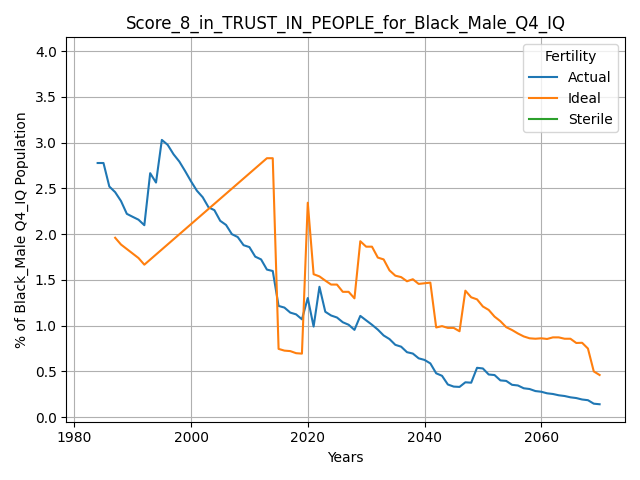 Score_8_in_TRUST_IN_PEOPLE_for_Black_Male_Q4_IQ
% of Black_Male Q4_IQ Population
4.0
3.5
3.0
2.5
2.0
1.5
1.0
0.5
0.0
Fertility
Actual
Ideal
Sterile
1980
2000
2020
2040
2060
Years